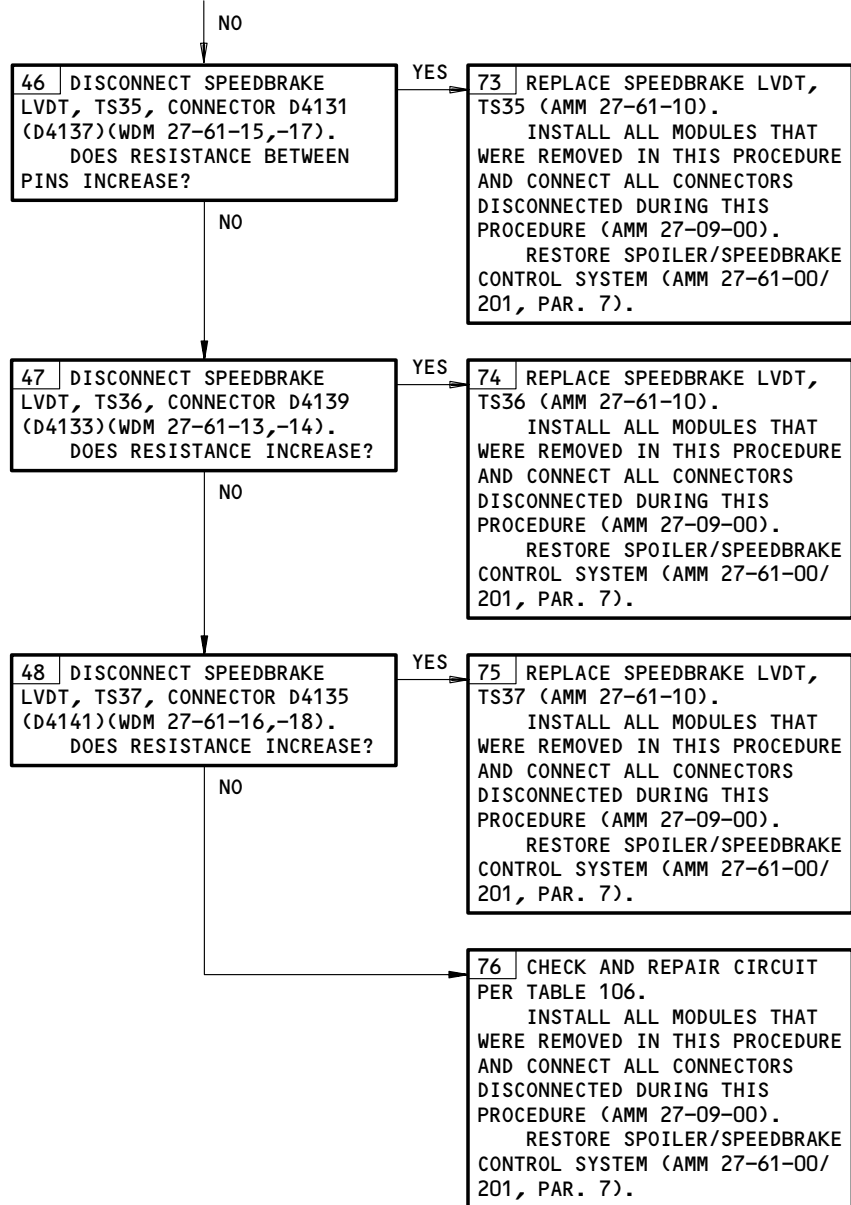 NO
46 DISCONNECT SPEEDBRAKE
LVDT, TS35, CONNECTOR D4131
(D4137)(WDM 27-61-15,-17).
DOES RESISTANCE BETWEEN
PINS INCREASE?
YES
NO
73 REPLACE SPEEDBRAKE LVDT,
TS35 (AMM 27-61-10).
INSTALL ALL MODULES THAT
WERE REMOVED IN THIS PROCEDURE
AND CONNECT ALL CONNECTORS
DISCONNECTED DURING THIS
PROCEDURE (AMM 27-09-00).
RESTORE SPOILER/SPEEDBRAKE
CONTROL SYSTEM (AMM 27-61-00/
201, PAR. 7).
47 DISCONNECT SPEEDBRAKE
LVDT, TS36, CONNECTOR D4139
(D4133)(WDM 27-61-13,-14).
DOES RESISTANCE INCREASE?
YES
NO
74 REPLACE SPEEDBRAKE LVDT,
TS36 (AMM 27-61-10).
INSTALL ALL MODULES THAT
WERE REMOVED IN THIS PROCEDURE
AND CONNECT ALL CONNECTORS
DISCONNECTED DURING THIS
PROCEDURE (AMM 27-09-00).
RESTORE SPOILER/SPEEDBRAKE
CONTROL SYSTEM (AMM 27-61-00/
201, PAR. 7).
48 DISCONNECT SPEEDBRAKE
LVDT, TS37, CONNECTOR D4135
(D4141)(WDM 27-61-16,-18).
DOES RESISTANCE INCREASE?
YES
NO
75 REPLACE SPEEDBRAKE LVDT,
TS37 (AMM 27-61-10).
INSTALL ALL MODULES THAT
WERE REMOVED IN THIS PROCEDURE
AND CONNECT ALL CONNECTORS
DISCONNECTED DURING THIS
PROCEDURE (AMM 27-09-00).
RESTORE SPOILER/SPEEDBRAKE
CONTROL SYSTEM (AMM 27-61-00/
201, PAR. 7).
76 CHECK AND REPAIR CIRCUIT
PER TABLE 106.
INSTALL ALL MODULES THAT
WERE REMOVED IN THIS PROCEDURE
AND CONNECT ALL CONNECTORS
DISCONNECTED DURING THIS
PROCEDURE (AMM 27-09-00).
RESTORE SPOILER/SPEEDBRAKE
CONTROL SYSTEM (AMM 27-61-00/
201, PAR. 7).